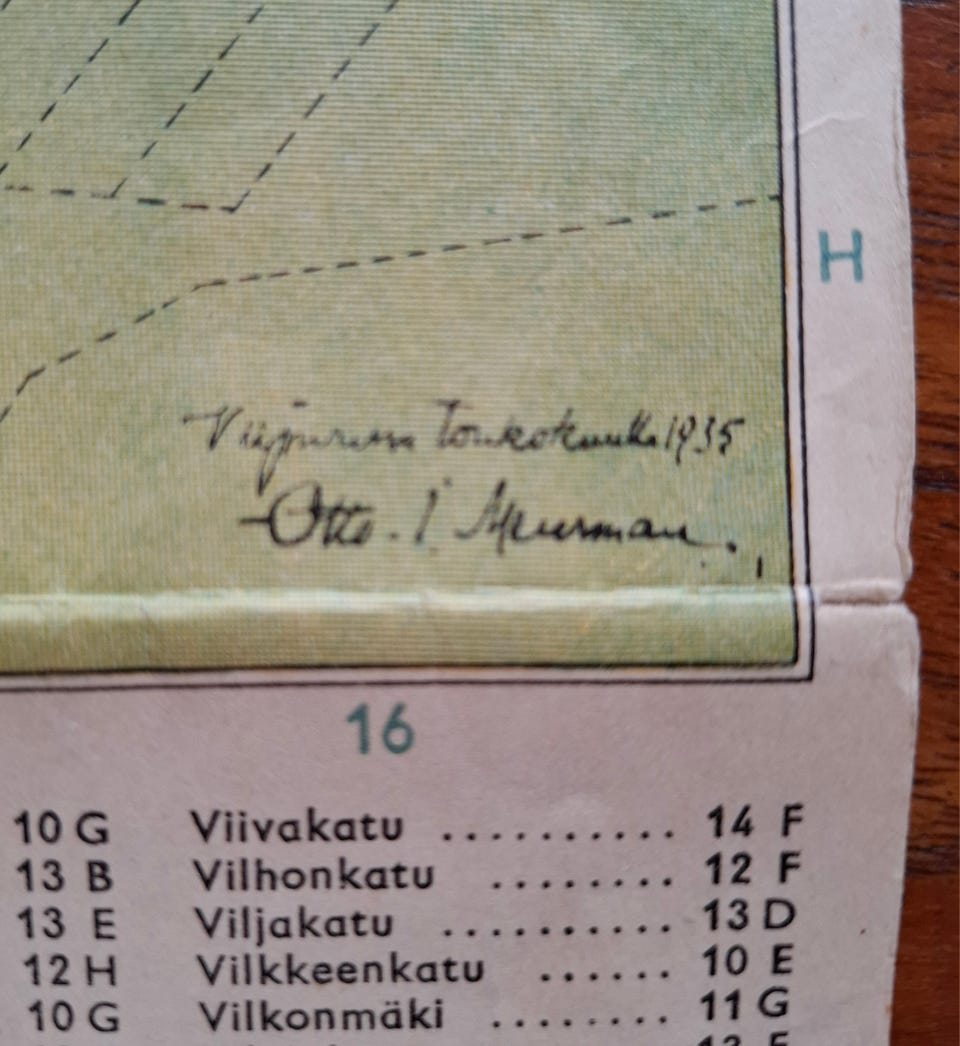 H
Viipurissa Toukokuulla 1935
Otto. I. Meurman.
16
10 G Viivakatu .......... 14 F
13 B Vilhonkatu ........ 12 F
13 E Viljakatu .......... 13 D
12 H Vilkkeenkatu ...... 10 E
10 G Vilkonmäki ........ 11 G